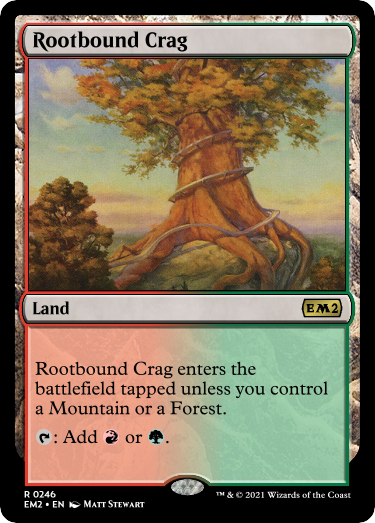 Rootbound Crag
Land
EM2
Rootbound Crag enters the
battlefield tapped unless you control
a Mountain or a Forest.
: Add or .
R 0246
EM2 • EN MATT STEWART
™ & © 2021 Wizards of the Coast